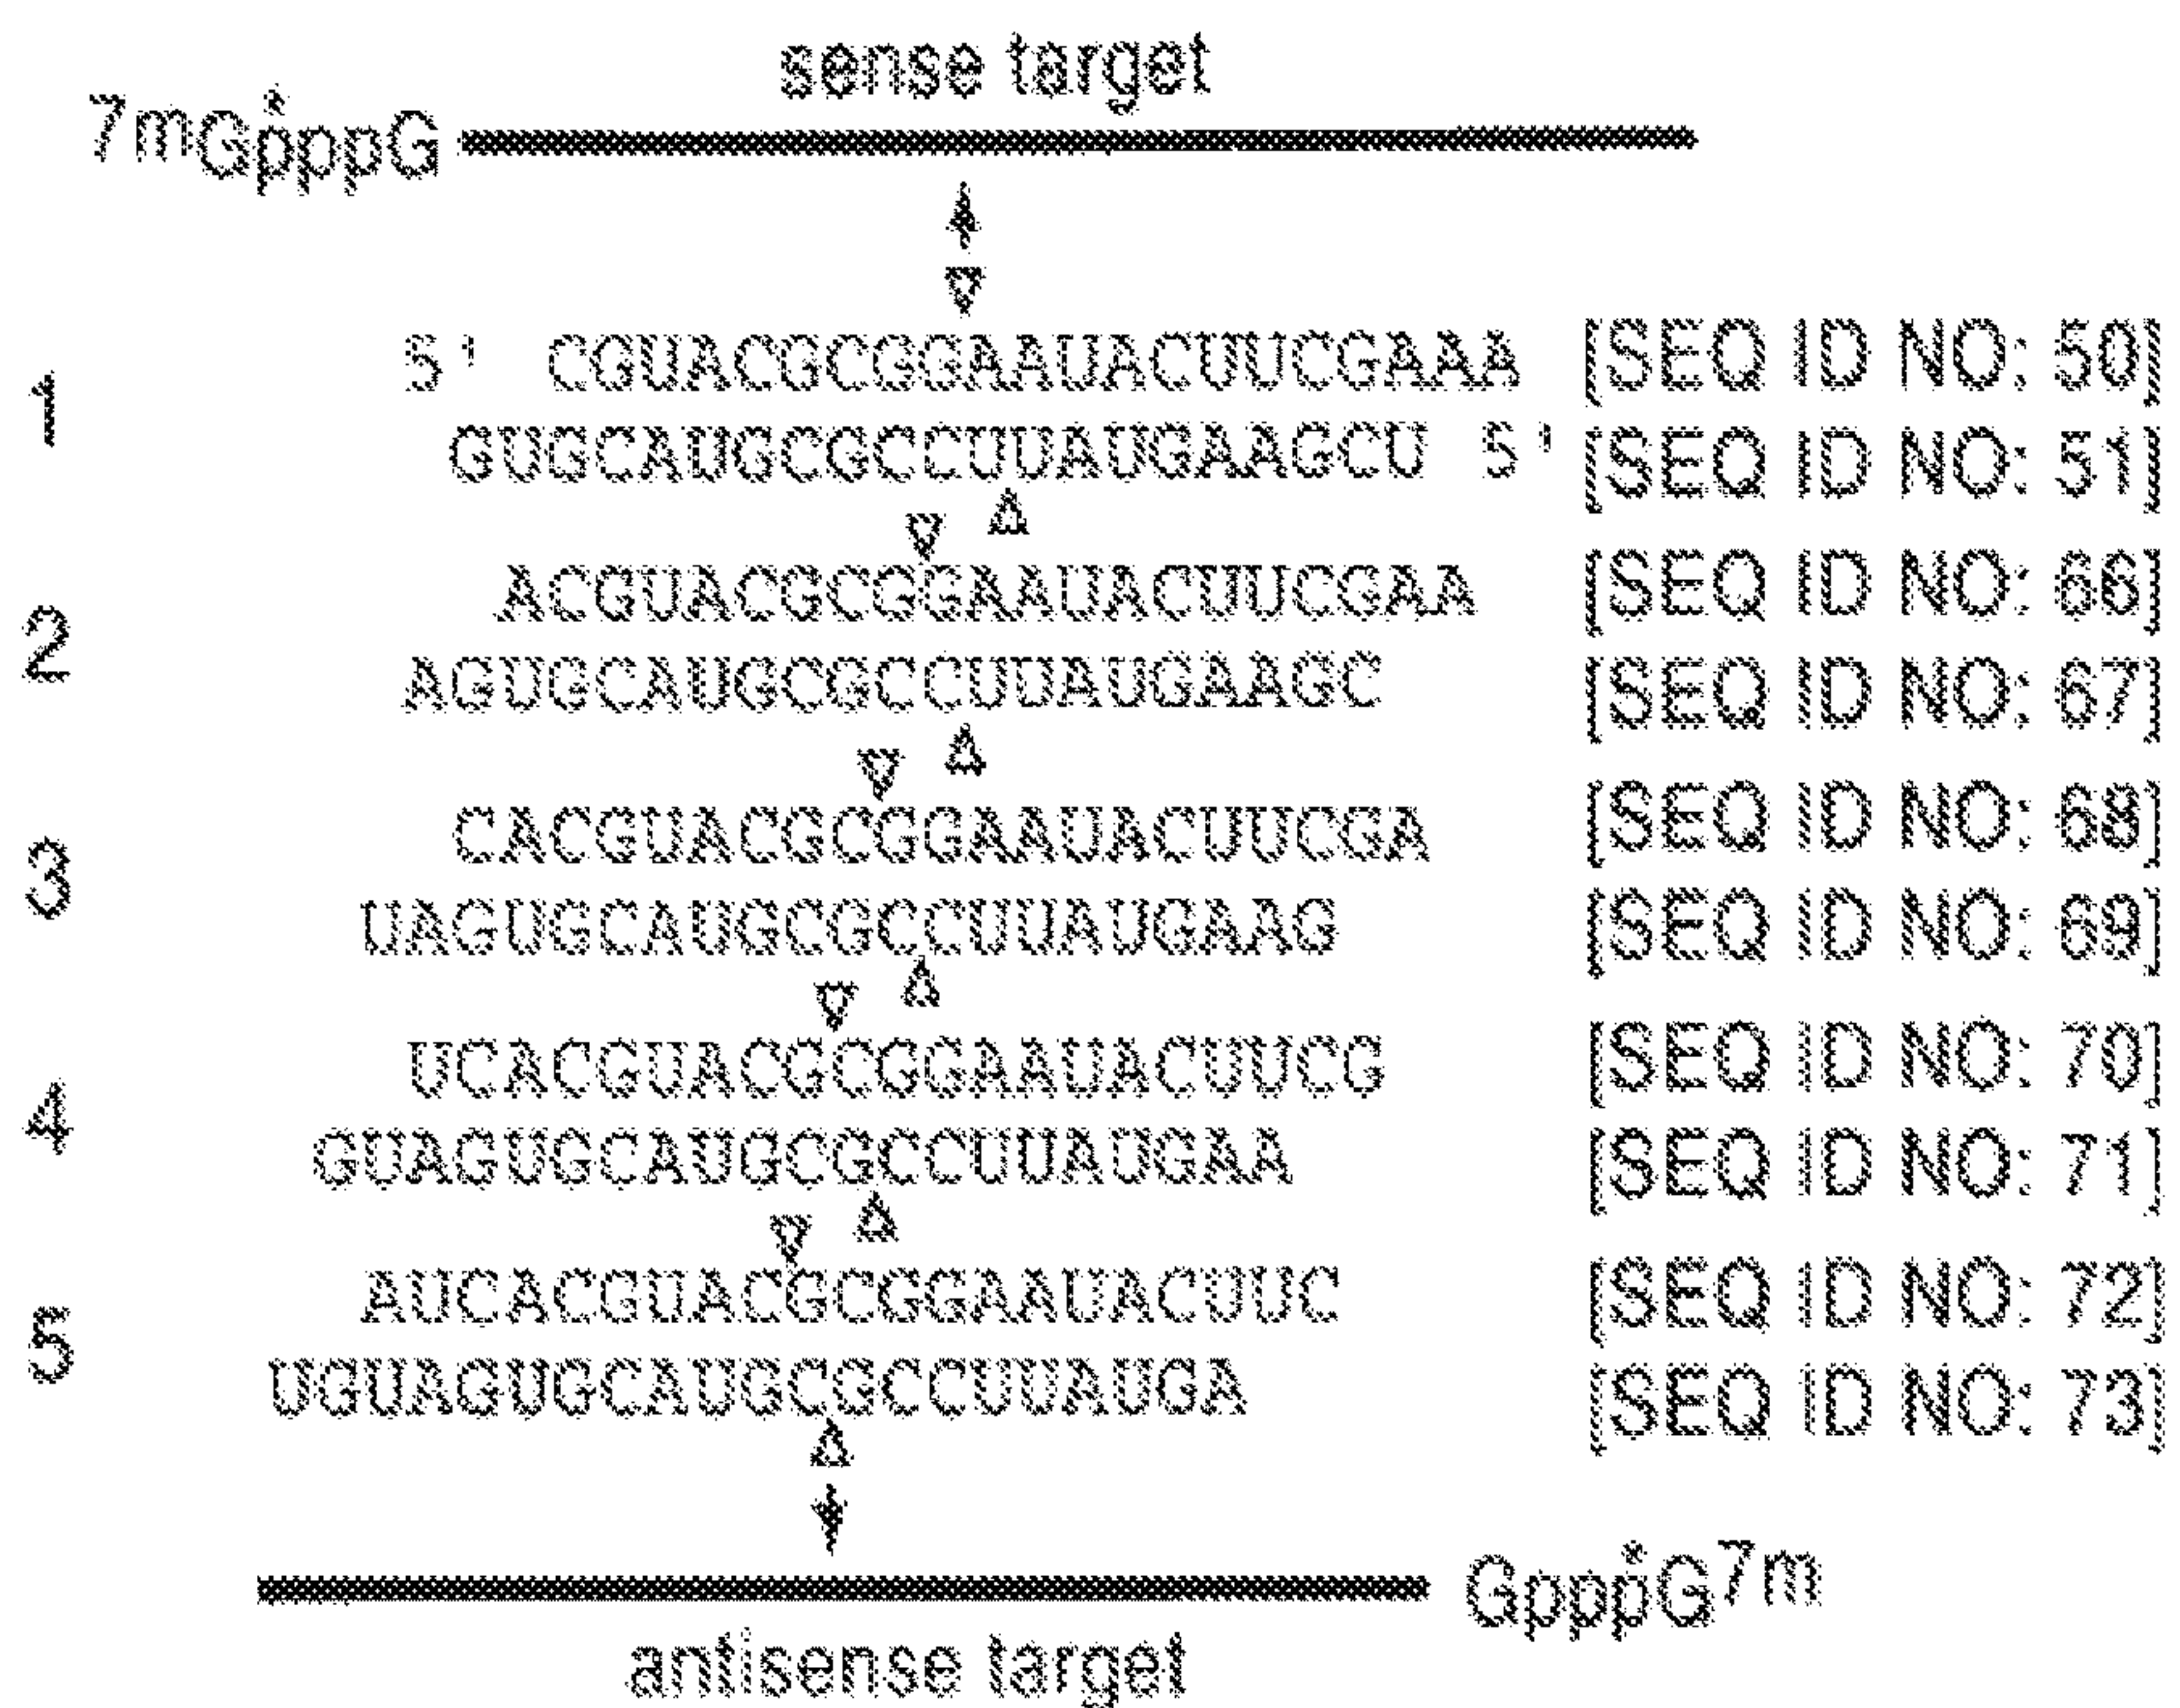 sense target
7mGpppG
5' CGUACGCGGAAUACUUCGAAA [SEQ ID NO: 50]
1
GUGCAUGCGCCUUAUGAAGCU 5' [SEQ ID NO: 51]
ACGUACGCGGAAUACUUCGAA [SEQ ID NO: 66]
2
AGUGCAUGCGCCUUAUGAAGC [SEQ ID NO: 67]
CACGUACGCGGAAUACUUCGA [SEQ ID NO: 68]
3
UAGUGCAUGCGCCUUAUGAAG [SEQ ID NO: 69]
UCACGUACGCGGAAUACUUCG [SEQ ID NO: 70]
4
GUAGUGCAUGCGCCUUAUGAA [SEQ ID NO: 71]
AUCACGUACGCGGAAUACUUC [SEQ ID NO: 72]
5
UGUAGUGCAUGCGCCUUAUGA [SEQ ID NO: 73]
GpppG7m
antisense target